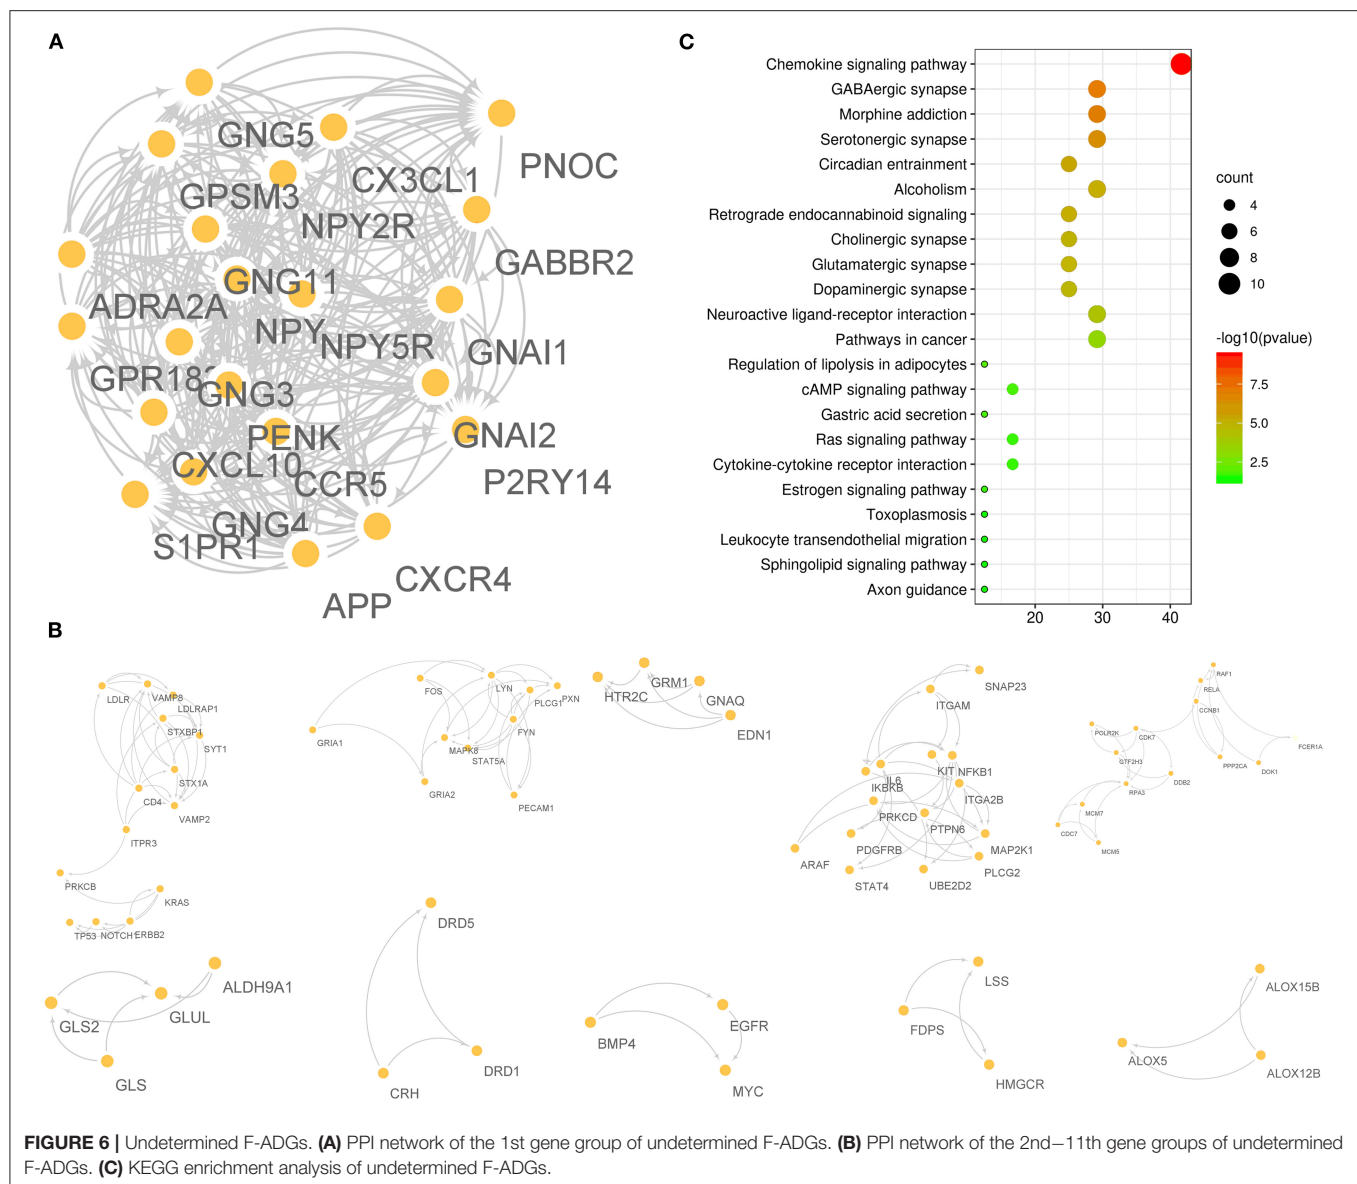 A
GNG5
PNOC
CX3CL1
GPSM3
NPY2R
GABBR2
GNG11
ADRA2A
NPY
NPY5R
GNAI1
GPR183
GNG3
PENK
GNAI2
CXCL10
CCR5
P2RY14
GNG4
S1PR1
CXCR4
APP
C
Chemokine signaling pathway
GABAergic synapse
Morphine addiction
Serotonergic synapse
Circadian entrainment
Alcoholism
Retrograde endocannabinoid signaling
Cholinergic synapse
Glutamatergic synapse
Dopaminergic synapse
Neuroactive ligand-receptor interaction
Pathways in cancer
Regulation of lipolysis in adipocytes
cAMP signaling pathway
Gastric acid secretion
Ras signaling pathway
Cytokine-cytokine receptor interaction
Estrogen signaling pathway
Toxoplasmosis
Leukocyte transendothelial migration
Sphingolipid signaling pathway
Axon guidance
20 30 40
count
4
6
8
10
-log10(pvalue)
7.5
5.0
2.5
B
LDLR
VAMP8
LDLRAP1
STXBP1
SYT1
STX1A
CD4
VAMP2
ITPR3
PRKCB
KRAS
TP53
NOTCH1
ERBB2
FOS
LYN
PLCG1
PXN
GRIA1
FYN
MAPK8
STAT5A
GRIA2
PECAM1
HTR2C
GRM1
GNAQ
EDN1
SNAP23
ITGAM
IL6
KIT
NFKB1
IKBKB
ITGA2B
PRKCD
PTPN6
ARAF
PDGFRB
MAP2K1
PLCG2
STAT4
UBE2D2
RAF1
RELA
CCNB1
POLR2K
CDK7
GTF2H3
PPP2CA
DOK1
FCER1A
DDB2
RPA3
MCM7
CDC7
MCM5
ALDH9A1
GLS2
GLUL
GLS
DRD5
DRD1
CRH
BMP4
EGFR
MYC
LSS
FDPS
HMGCR
ALOX15B
ALOX5
ALOX12B
FIGURE 6 | Undetermined F-ADGs. (A) PPI network of the 1st gene group of undetermined F-ADGs. (B) PPI network of the 2nd–11th gene groups of undetermined
F-ADGs. (C) KEGG enrichment analysis of undetermined F-ADGs.